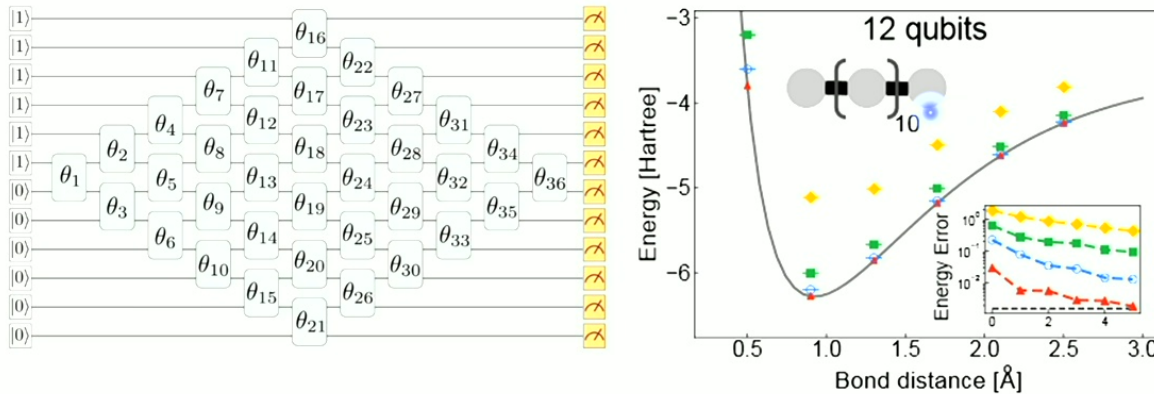 |1⟩
|1⟩
|1⟩
|1⟩
|1⟩
|1⟩
|0⟩
|0⟩
|0⟩
|0⟩
|0⟩
|0⟩
θ1
θ2
θ3
θ4
θ5
θ6
θ7
θ8
θ9
θ10
θ11
θ12
θ13
θ14
θ15
θ16
θ17
θ18
θ19
θ20
θ21
θ22
θ23
θ24
θ25
θ26
θ27
θ28
θ29
θ30
θ31
θ32
θ33
θ34
θ35
θ36
12 qubits
10
Energy [Hartree]
−3
−4
−5
−6
0.5 1.0 1.5 2.0 2.5 3.0
Bond distance [Å]
Energy Error
10⁰
10⁻¹
10⁻²
0 2 4